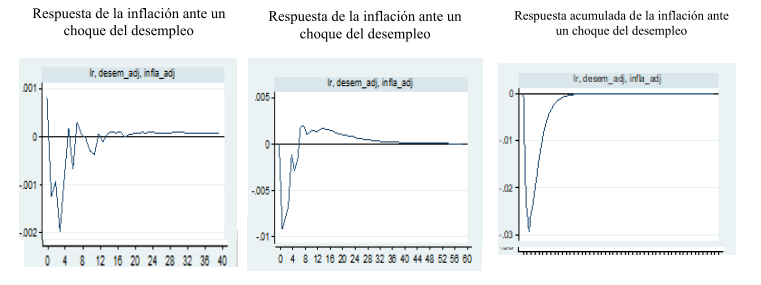 Respuesta de la inflación ante un
choque del desempleo
lr, desem_adj, infla_adj
.001
0
-.001
-.002
0 4 8 12 16 20 24 28 32 36 40
Respuesta de la inflación ante un
choque del desempleo
lr, desem_adj, infla_adj
.005
0
-.005
-.01
0 4 8 12 16 20 24 28 32 36 40 44 48 52 56 60
Respuesta acumulada de la inflación ante
un choque del desempleo
lr, desem_adj, infla_adj
0
-.01
-.02
-.03